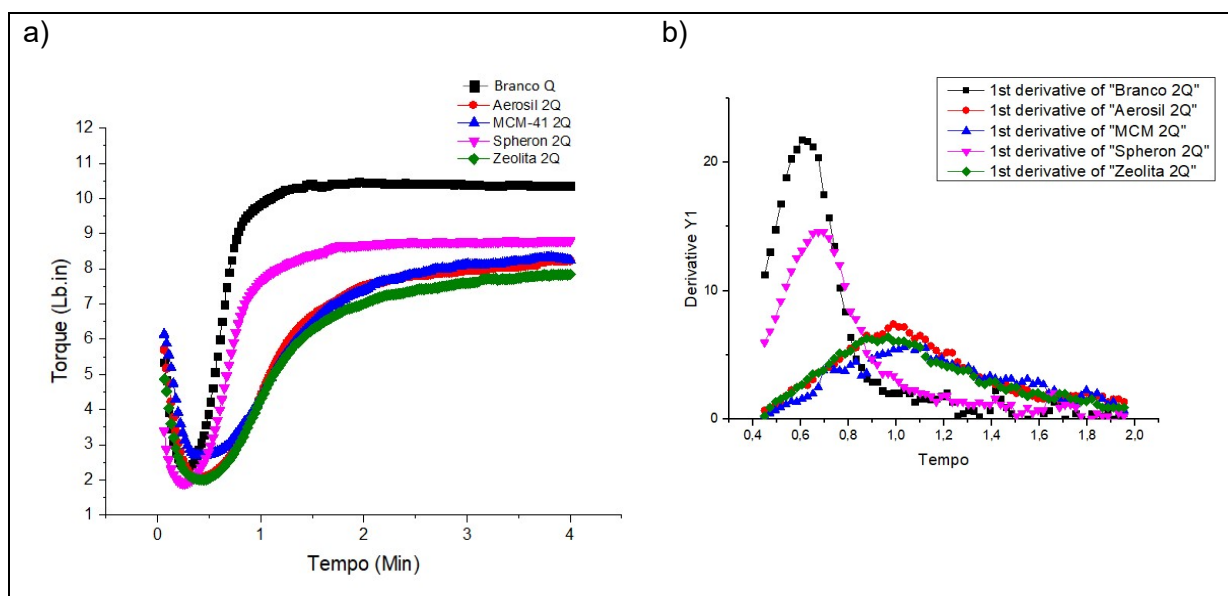 a)
Branco Q
Aerosil 2Q
MCM-41 2Q
Spheron 2Q
Zeolita 2Q
12
11
10
9
8
7
6
5
4
3
2
1
Torque (Lb.in)
0
1
2
3
4
Tempo (Min)
b)
1st derivative of "Branco 2Q"
1st derivative of "Aerosil 2Q"
1st derivative of "MCM 2Q"
1st derivative of "Spheron 2Q"
1st derivative of "Zeolita 2Q"
20
10
0
Derivative Y1
0,4
0,6
0,8
1,0
1,2
1,4
1,6
1,8
2,0
Tempo